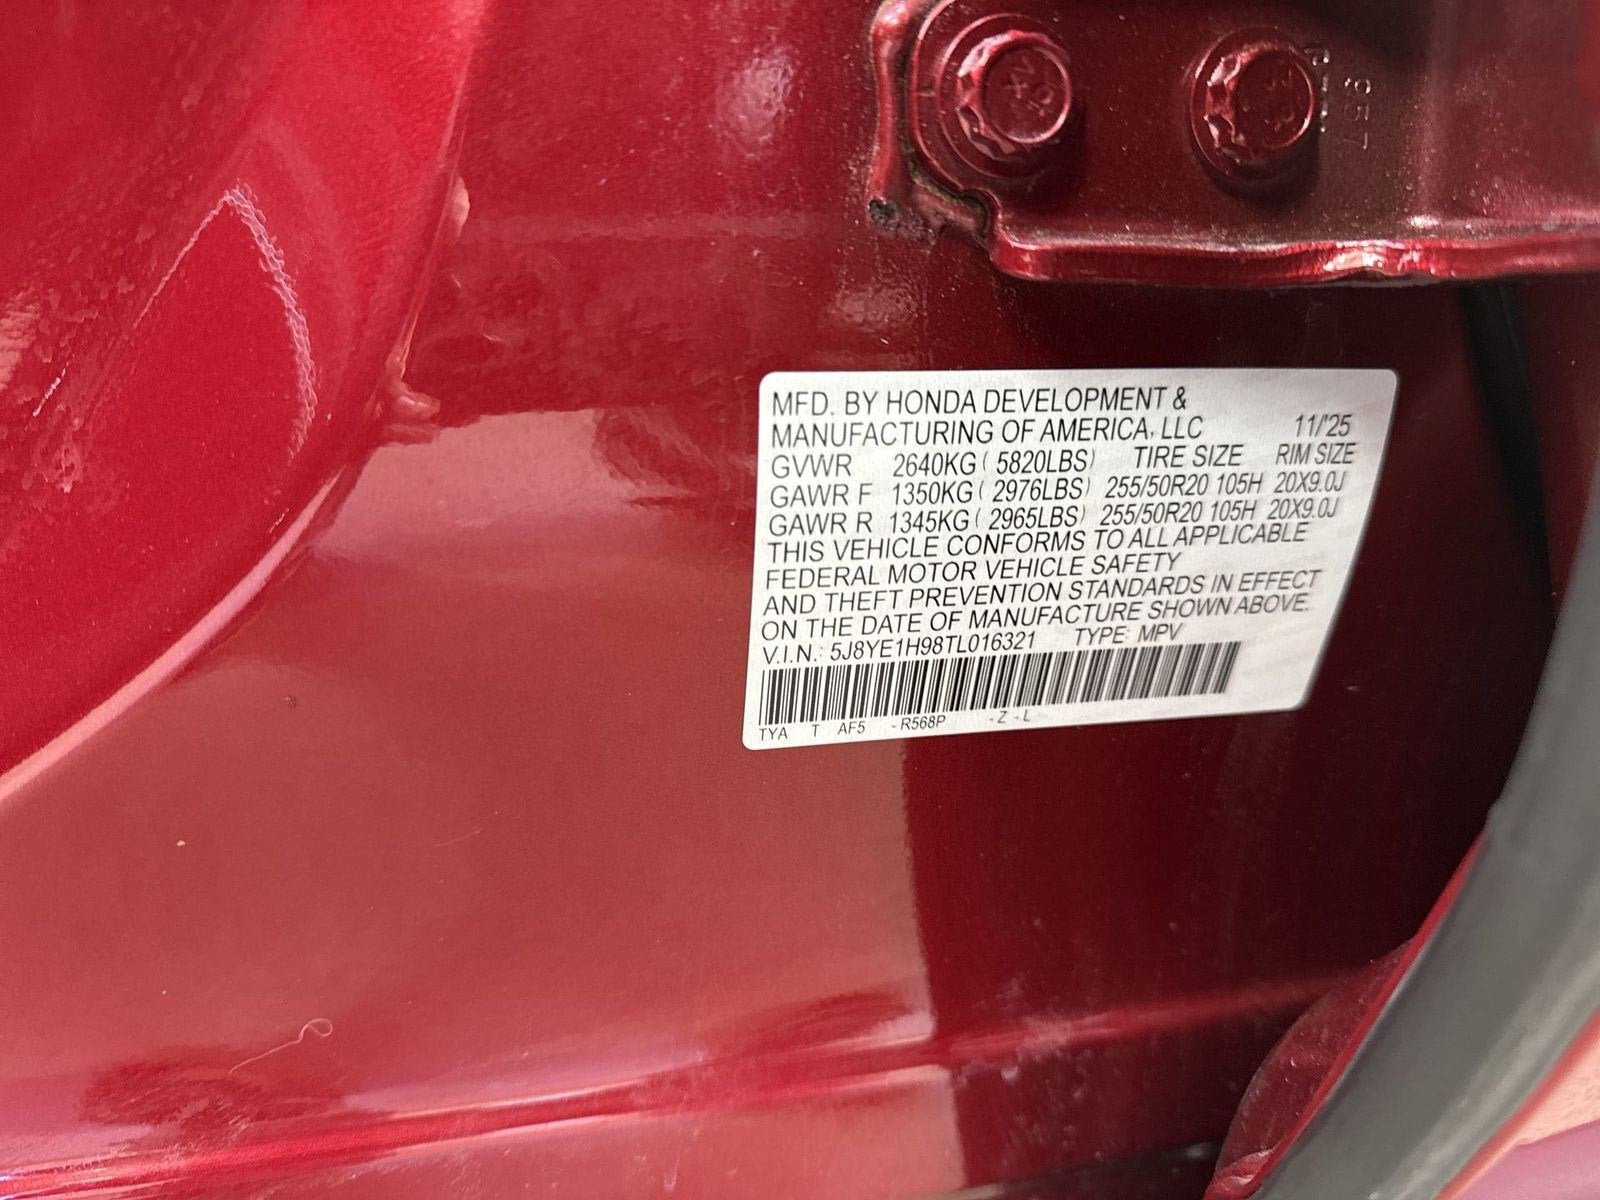 MFD. BY HONDA DEVELOPMENT &
MANUFACTURING OF AMERICA, LLC 11/'25
GVWR 2640KG ( 5820LBS) TIRE SIZE RIM SIZE
GAWR F 1350KG ( 2976LBS) 255/50R20 105H 20X9.0J
GAWR R 1345KG ( 2965LBS) 255/50R20 105H 20X9.0J
THIS VEHICLE CONFORMS TO ALL APPLICABLE
FEDERAL MOTOR VEHICLE SAFETY
AND THEFT PREVENTION STANDARDS IN EFFECT
ON THE DATE OF MANUFACTURE SHOWN ABOVE.
V.I.N.: 5J8YE1H98TL016321 TYPE: MPV
TYA T AF5 - R568P - Z - L